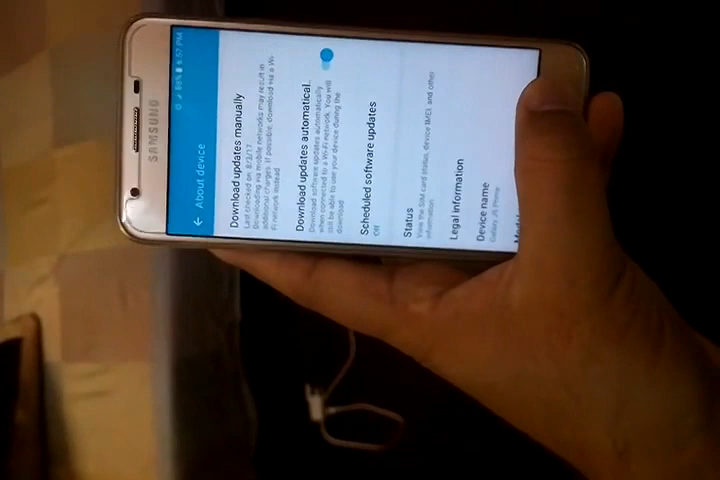 SAMSUNG
86% 6:57 PM
← About device
Download updates manually
Last checked on 8/3/17
Downloading via mobile networks may result in
additional charges. If possible, download via a Wi-
Fi network instead
Download updates automatical..
Download software updates automatically
when connected to a Wi-Fi network. You will
still be able to use your device during the
download
Scheduled software updates
Off
Status
View the SIM card status, device IMEI, and other
information
Legal information
Device name
Galaxy J5 Prime